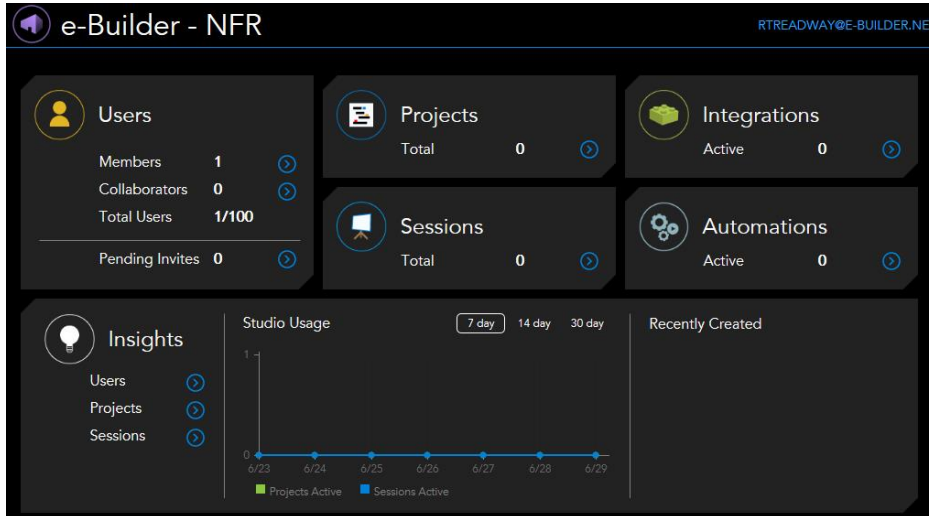 e-Builder - NFR
RTREADWAY@E-BUILDER.NE
Users
Members 1
Collaborators 0
Total Users 1/100
Pending Invites 0
Projects
Total 0
Integrations
Active 0
Sessions
Total 0
Automations
Active 0
Insights
Users
Projects
Sessions
Studio Usage 7 day 14 day 30 day
1
0
6/23 6/24 6/25 6/26 6/27 6/28 6/29
Projects Active Sessions Active
Recently Created